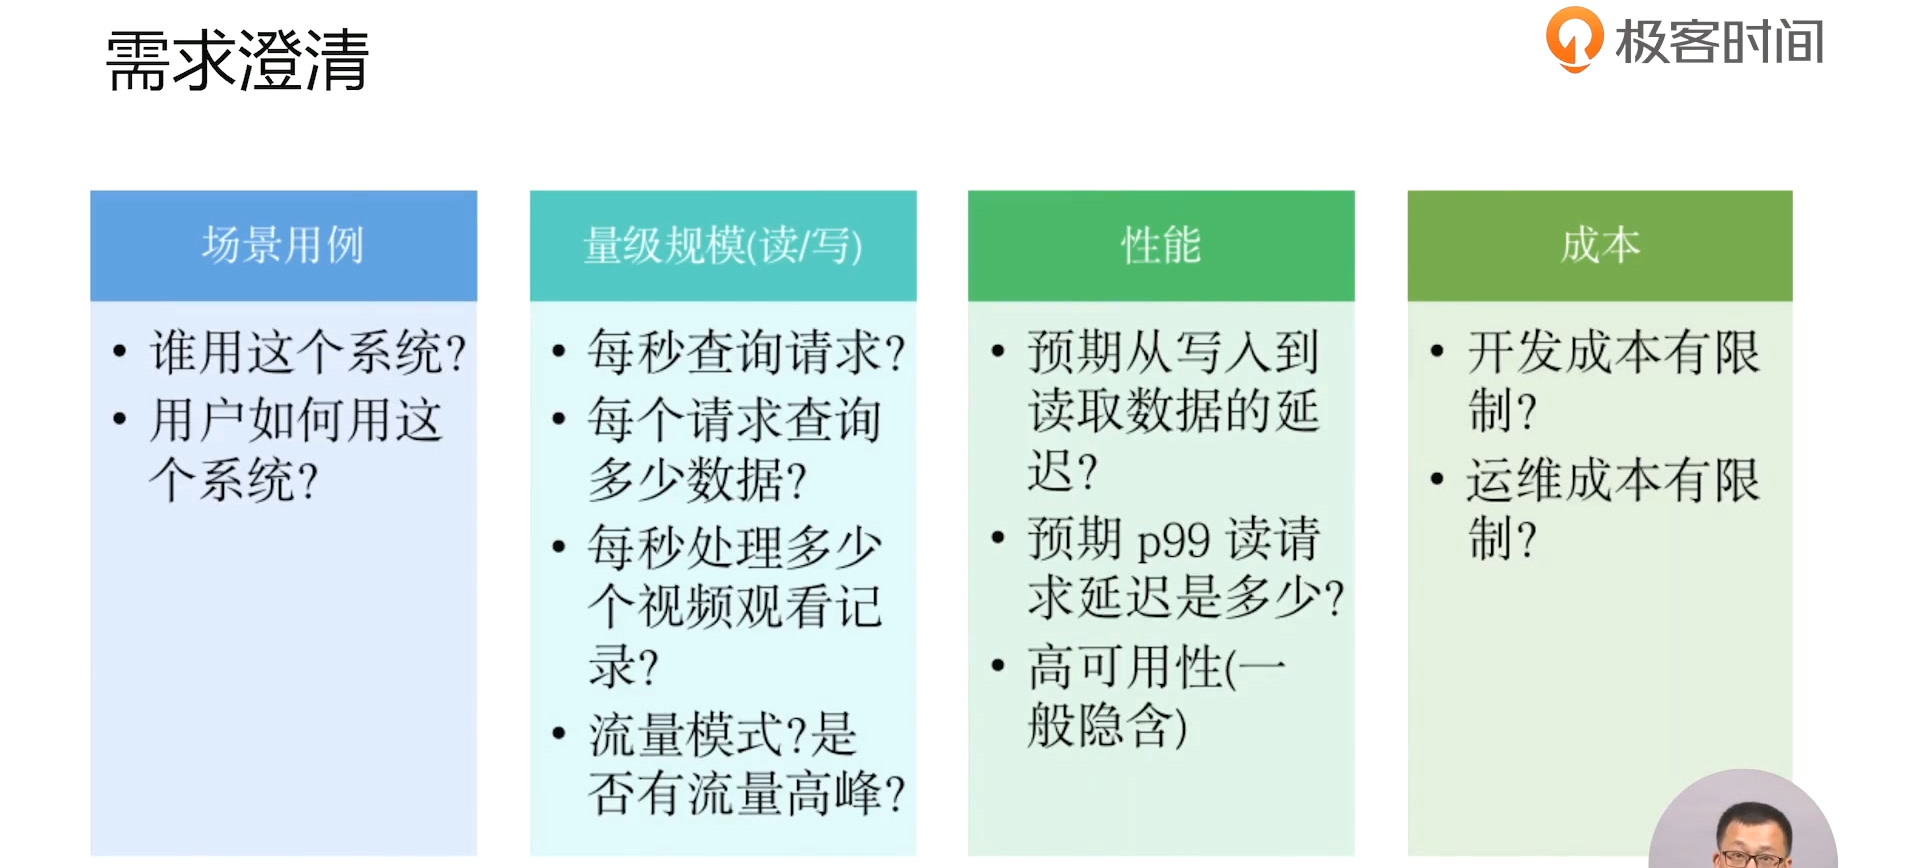 需求澄清
极客时间
场景用例
• 谁用这个系统?
• 用户如何用这
个系统?
量级规模(读/写)
• 每秒查询请求?
• 每个请求查询
多少数据?
• 每秒处理多少
个视频观看记
录?
• 流量模式?是
否有流量高峰?
性能
• 预期从写入到
读取数据的延
迟?
• 预期 p99 读请
求延迟是多少?
• 高可用性(一
般隐含)
成本
• 开发成本有限
制?
• 运维成本有限
制?